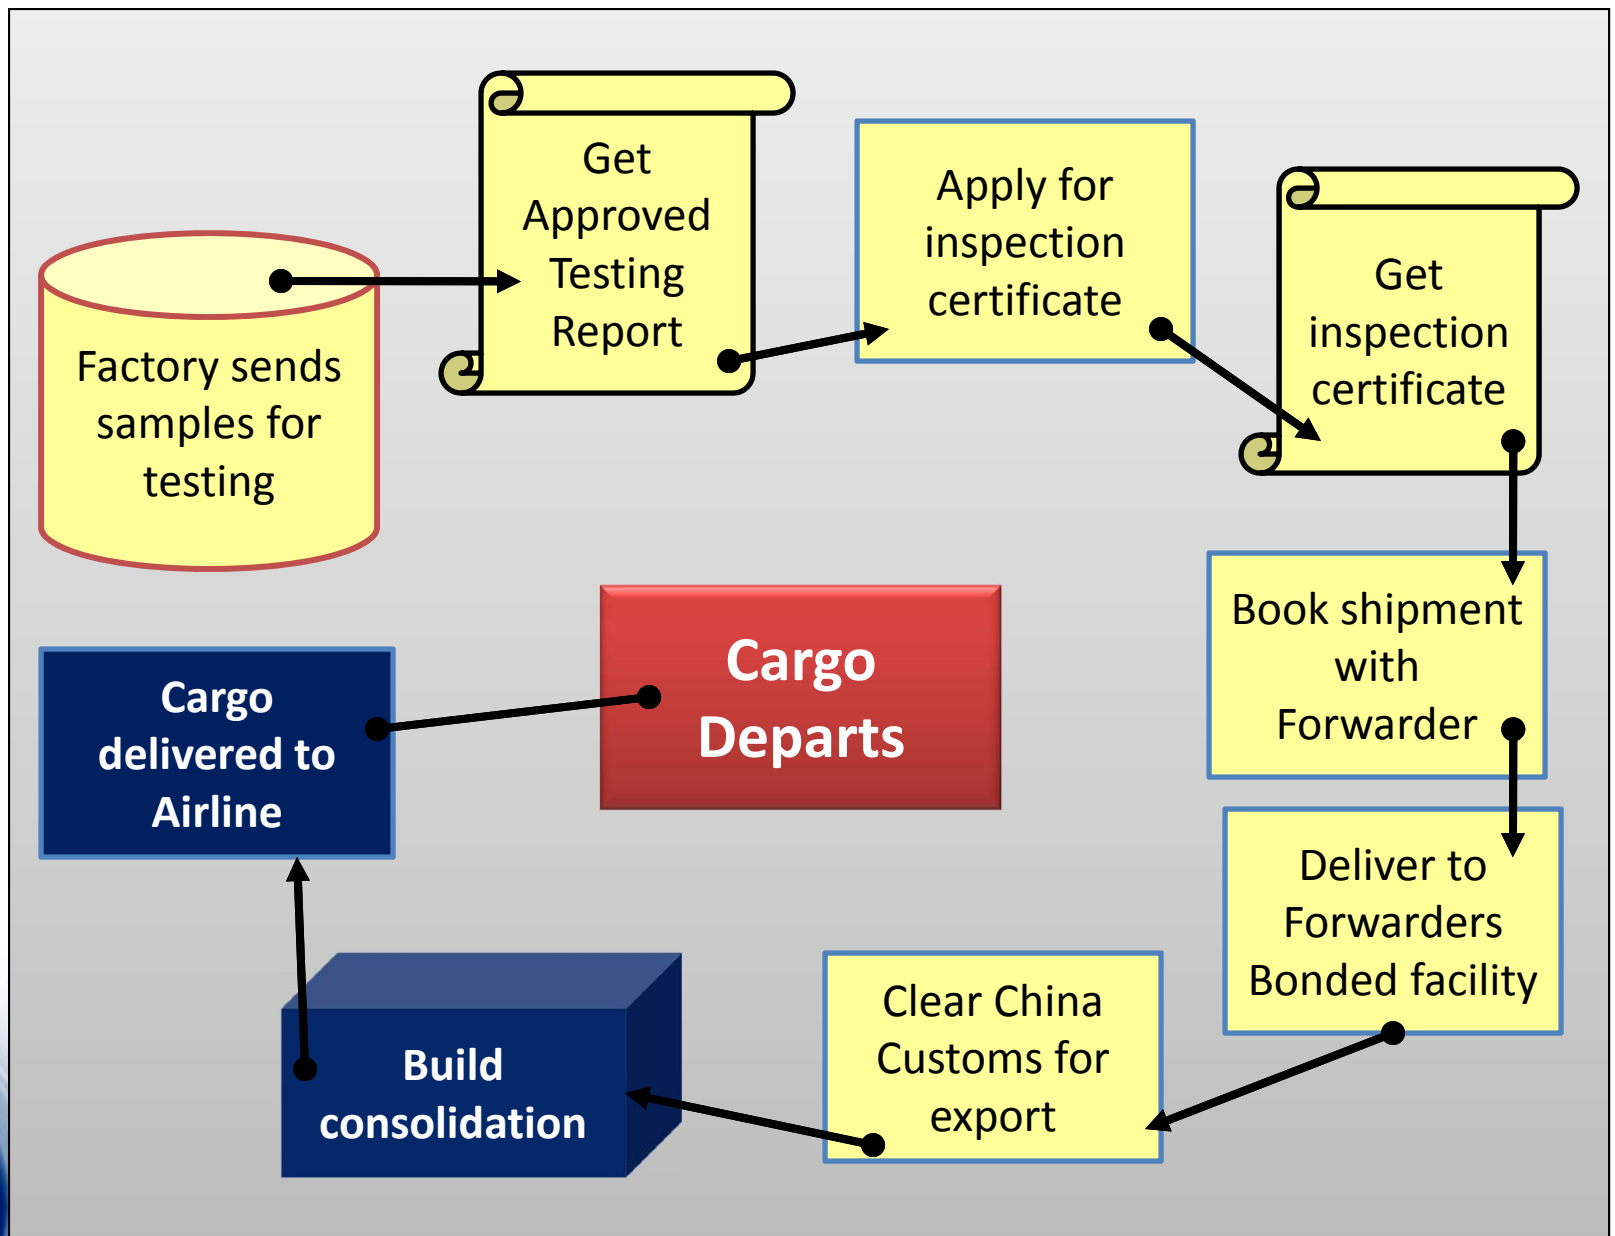 Get
Approved
Testing
Report
Apply for
inspection
certificate
Get
inspection
certificate
Factory sends
samples for
testing
Book shipment
with
Forwarder
Cargo
Departs
Cargo
delivered to
Airline
Deliver to
Forwarders
Bonded facility
Clear China
Customs for
export
Build
consolidation